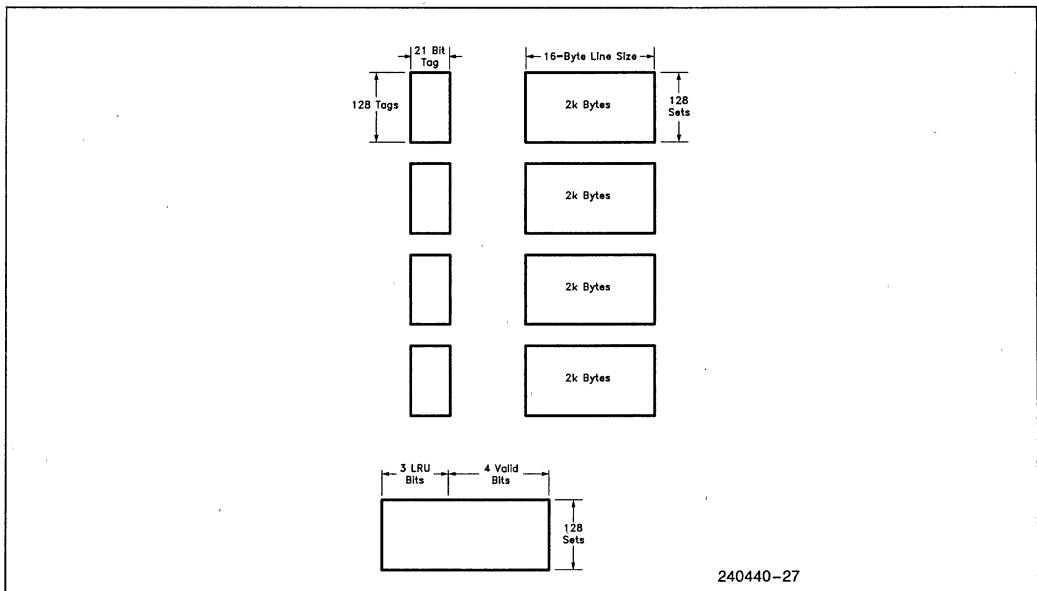 21 Bit
Tag
16-Byte Line Size
128 Tags
2k Bytes
128
Sets
2k Bytes
2k Bytes
2k Bytes
3 LRU
Bits
4 Valid
Bits
128
Sets
240440-27